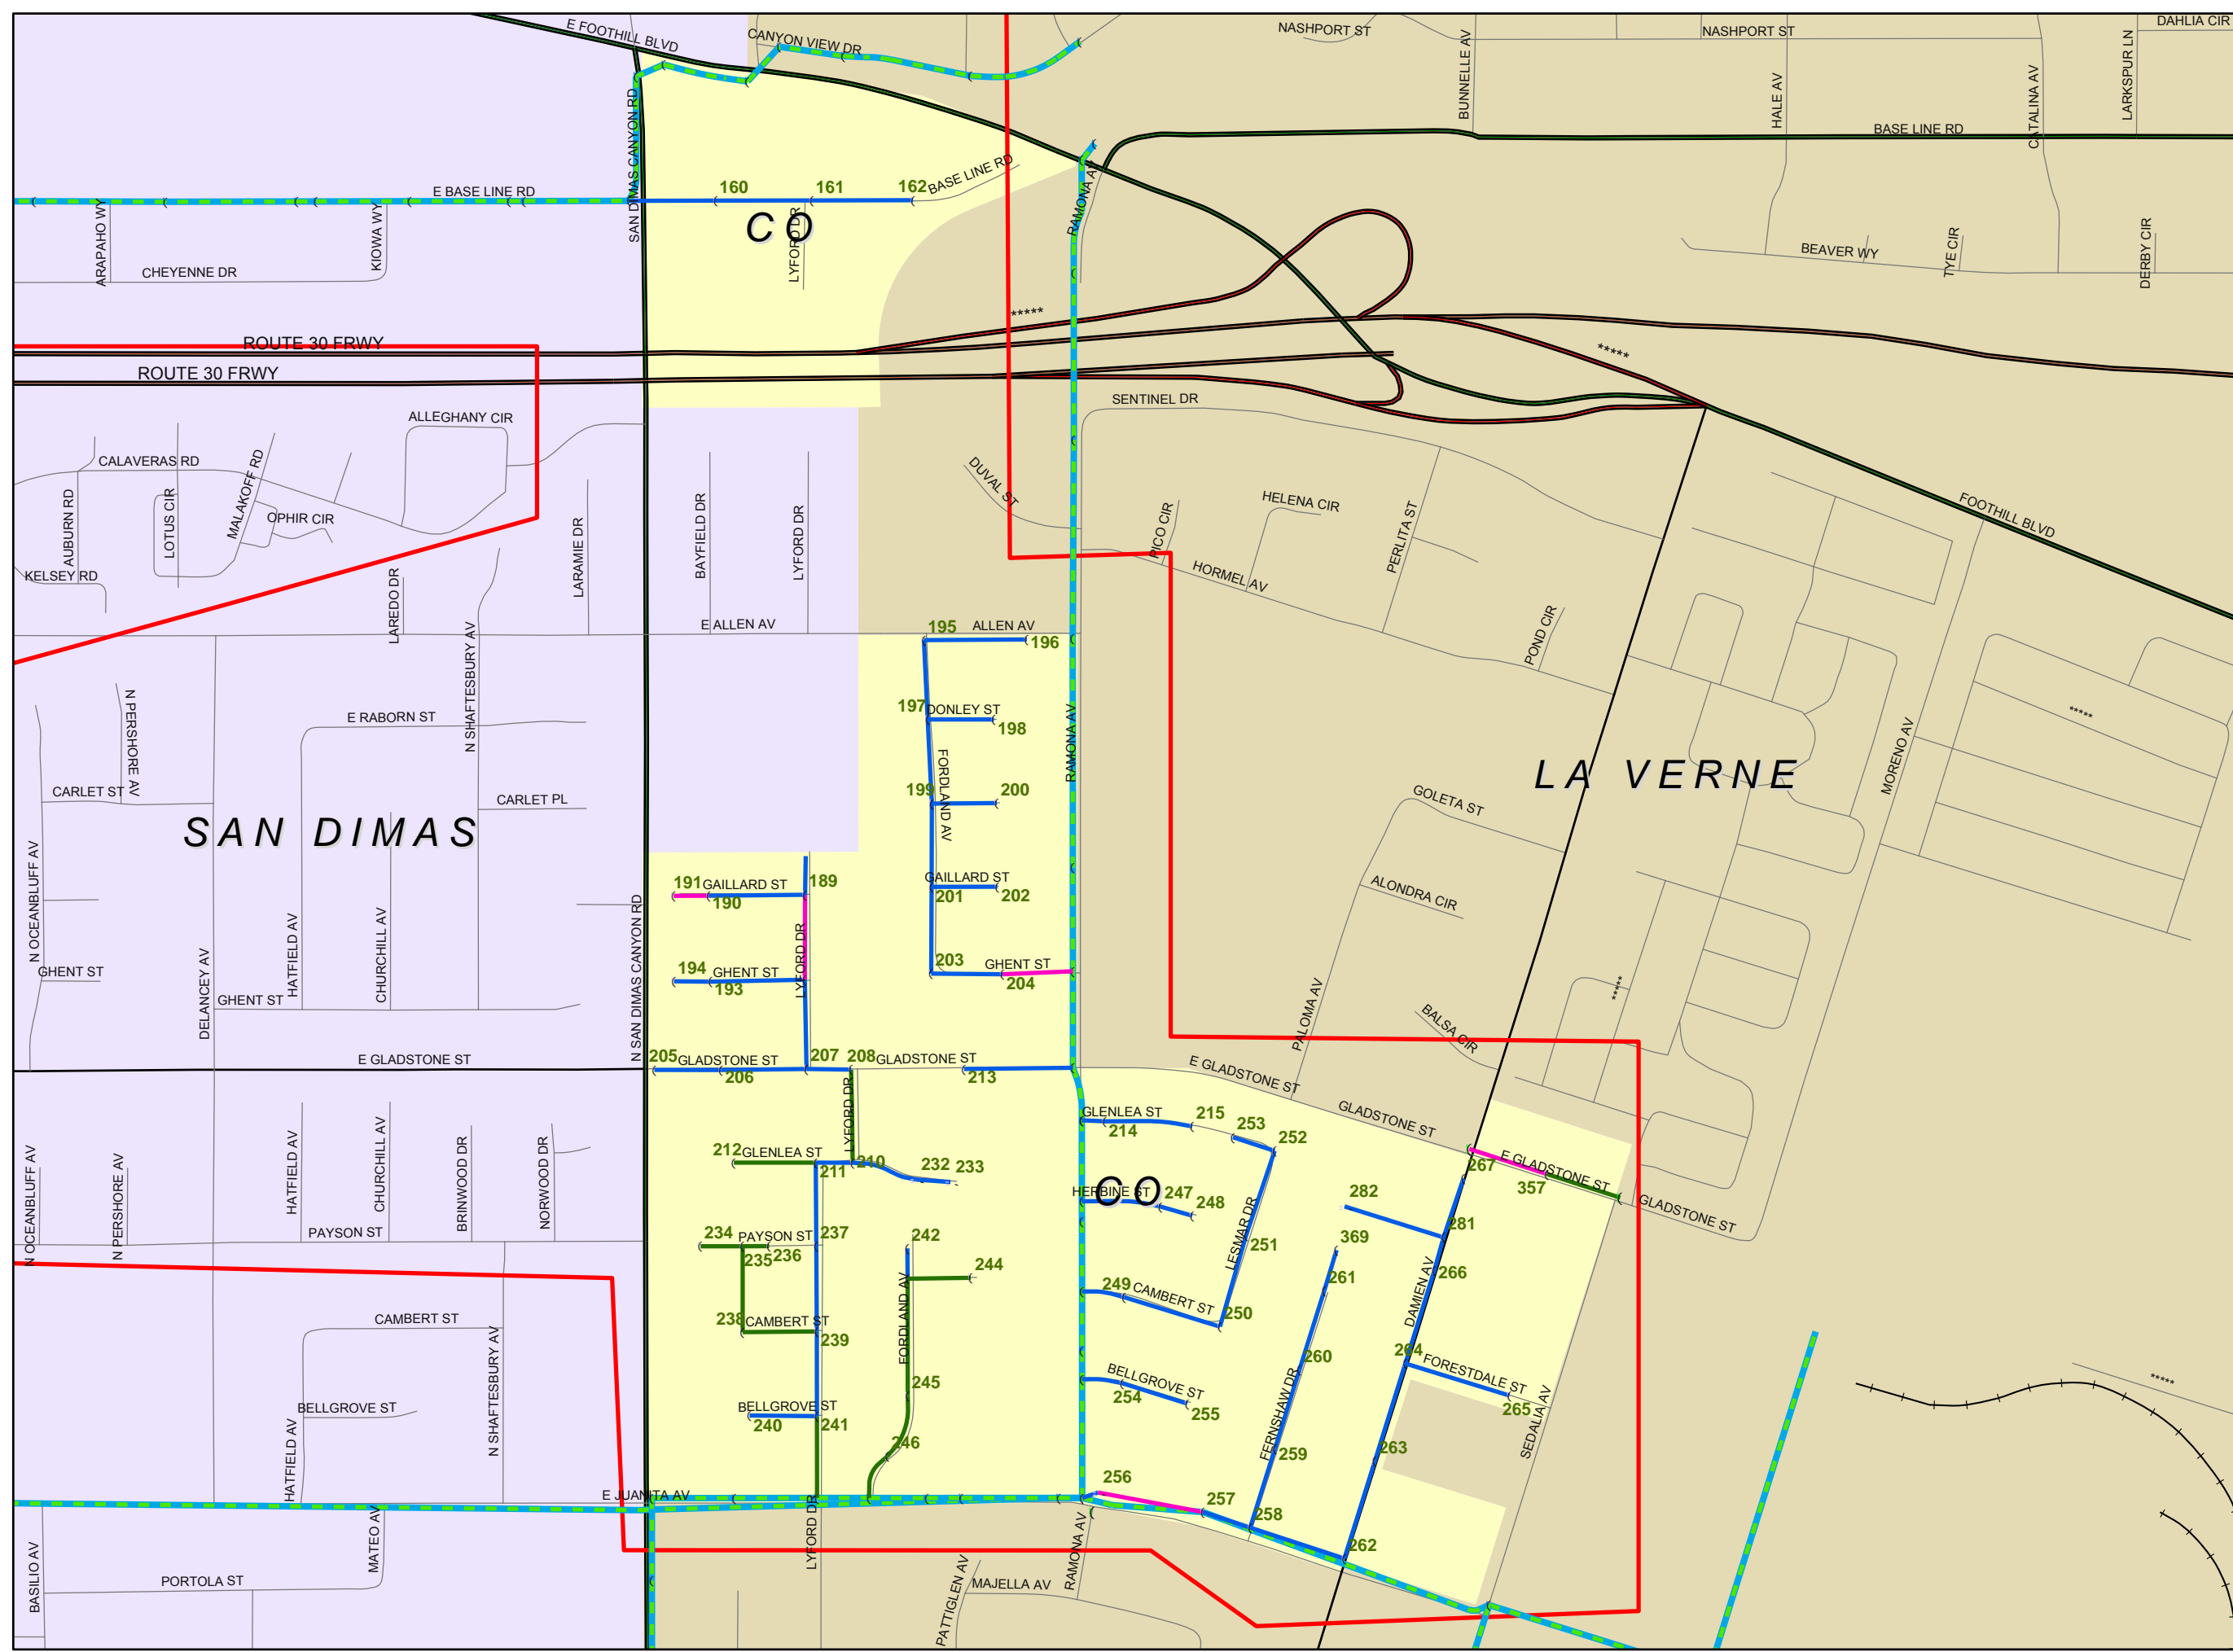 E FOOTHILL BLVD
CANYON VIEW DR
NASHPORT ST
NASHPORT ST
DAHLIA CIR
BUNNELLE AV
HALE AV
CATALINA AV
LARKSPUR LN
BASE LINE RD
SAN DIMAS CANYON RD
E BASE LINE RD
160
161
162
BASE LINE RD
RAMONA AV
CO
LYFORD DR
ARAPAHO WY
KIOWA WY
CHEYENNE DR
BEAVER WY
TYE CIR
DERBY CIR
*****
ROUTE 30 FRWY
ROUTE 30 FRWY
*****
SENTINEL DR
ALLEGHANY CIR
CALAVERAS RD
AUBURN RD
LOTUS CIR
MALAKOFF RD
OPHIR CIR
KELSEY RD
LAREDO DR
LARAMIE DR
BAYFIELD DR
LYFORD DR
DUVAL ST
PICO CIR
HELENA CIR
PERLITA ST
HORMEL AV
POND CIR
FOOTHILL BLVD
E ALLEN AV
195
ALLEN AV
196
N SHAFTESBURY AV
N PERSHORE AV
E RABORN ST
197
DONLEY ST
198
FORDLAND AV
RAMONA AV
199
200
MORENO AV
*****
LA VERNE
CARLET ST
CARLET PL
SAN DIMAS
GOLETA ST
ALONDRA CIR
N OCEANBLUFF AV
191
GAILLARD ST
189
190
GAILLARD ST
201
202
LYFORD DR
194
GHENT ST
193
203
GHENT ST
204
GHENT ST
GHENT ST
DELANCEY AV
HATFIELD AV
CHURCHILL AV
N SAN DIMAS CANYON RD
PALOMA AV
BALSA CIR
*****
E GLADSTONE ST
205
GLADSTONE ST
206
207
208
GLADSTONE ST
213
E GLADSTONE ST
GLADSTONE ST
LYFORD DR
GLENLEA ST
214
215
253
252
212
GLENLEA ST
210
211
232
233
267
E GLADSTONE ST
357
GLADSTONE ST
N OCEANBLUFF AV
N PERSHORE AV
HATFIELD AV
CHURCHILL AV
BRINWOOD DR
NORWOOD DR
PAYSON ST
HERBINE ST
CO
247
248
282
281
234
PAYSON ST
235
236
237
242
244
LESMAR DR
251
369
261
266
DAMIEN AV
249
CAMBERT ST
250
CAMBERT ST
238
CAMBERT ST
239
FORDLAND AV
260
264
FORESTDALE ST
265
SEDALIA AV
*****
BELLGROVE ST
254
255
245
BELLGROVE ST
HATFIELD AV
N SHAFTESBURY AV
BELLGROVE ST
240
241
246
FERNSHAW DR
259
263
256
257
258
262
E JUANITA AV
LYFORD DR
RAMONA AV
MATEO AV
BASILIO AV
PORTOLA ST
PATTIGLEN AV
MAJELLA AV